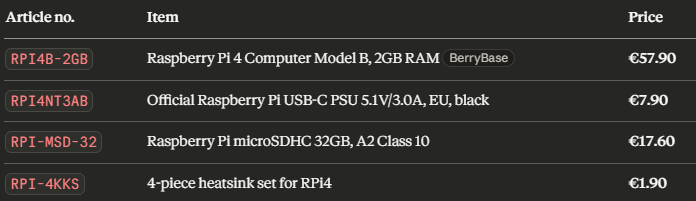 Article no. Item Price
RPI4B-2GB Raspberry Pi 4 Computer Model B, 2GB RAM BerryBase €57.90
RPI4NT3AB Official Raspberry Pi USB-C PSU 5.1V/3.0A, EU, black €7.90
RPI-MSD-32 Raspberry Pi microSDHC 32GB, A2 Class 10 €17.60
RPI-4KKS 4-piece heatsink set for RPi4 €1.90